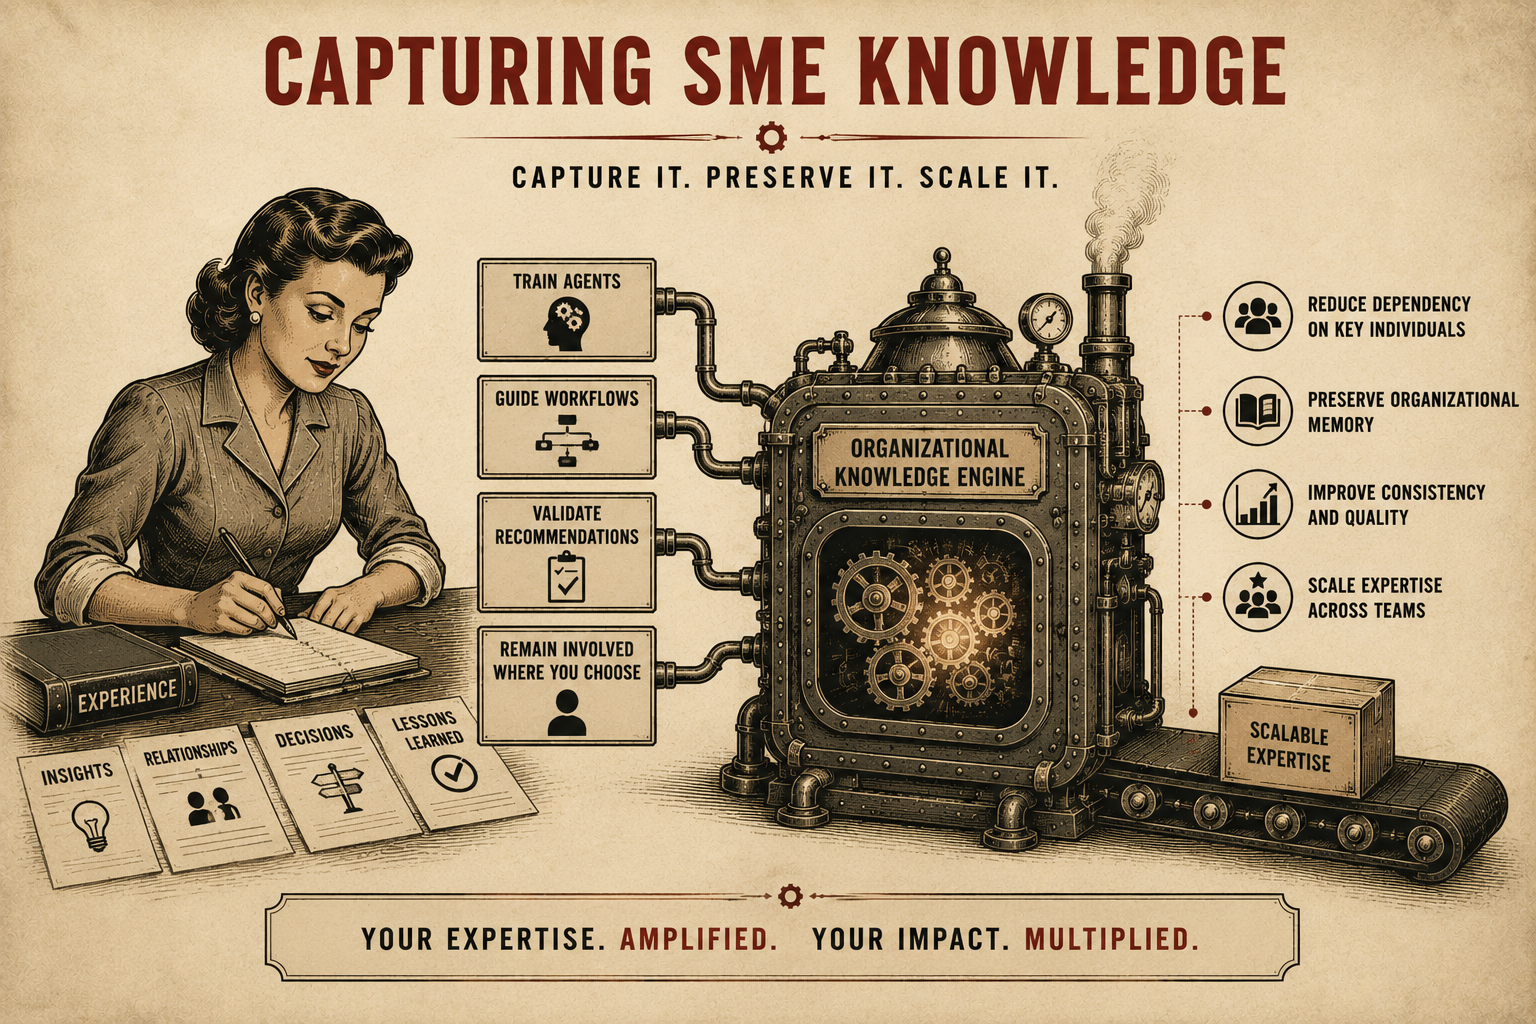 CAPTURING SME KNOWLEDGE
CAPTURE IT. PRESERVE IT. SCALE IT.
EXPERIENCE
INSIGHTS
RELATIONSHIPS
DECISIONS
LESSONS
LEARNED
TRAIN AGENTS
GUIDE WORKFLOWS
VALIDATE
RECOMMENDATIONS
REMAIN INVOLVED
WHERE YOU CHOOSE
ORGANIZATIONAL
KNOWLEDGE ENGINE
REDUCE DEPENDENCY
ON KEY INDIVIDUALS
PRESERVE ORGANIZATIONAL
MEMORY
IMPROVE CONSISTENCY
AND QUALITY
SCALE EXPERTISE
ACROSS TEAMS
SCALABLE
EXPERTISE
YOUR EXPERTISE. AMPLIFIED. YOUR IMPACT. MULTIPLIED.